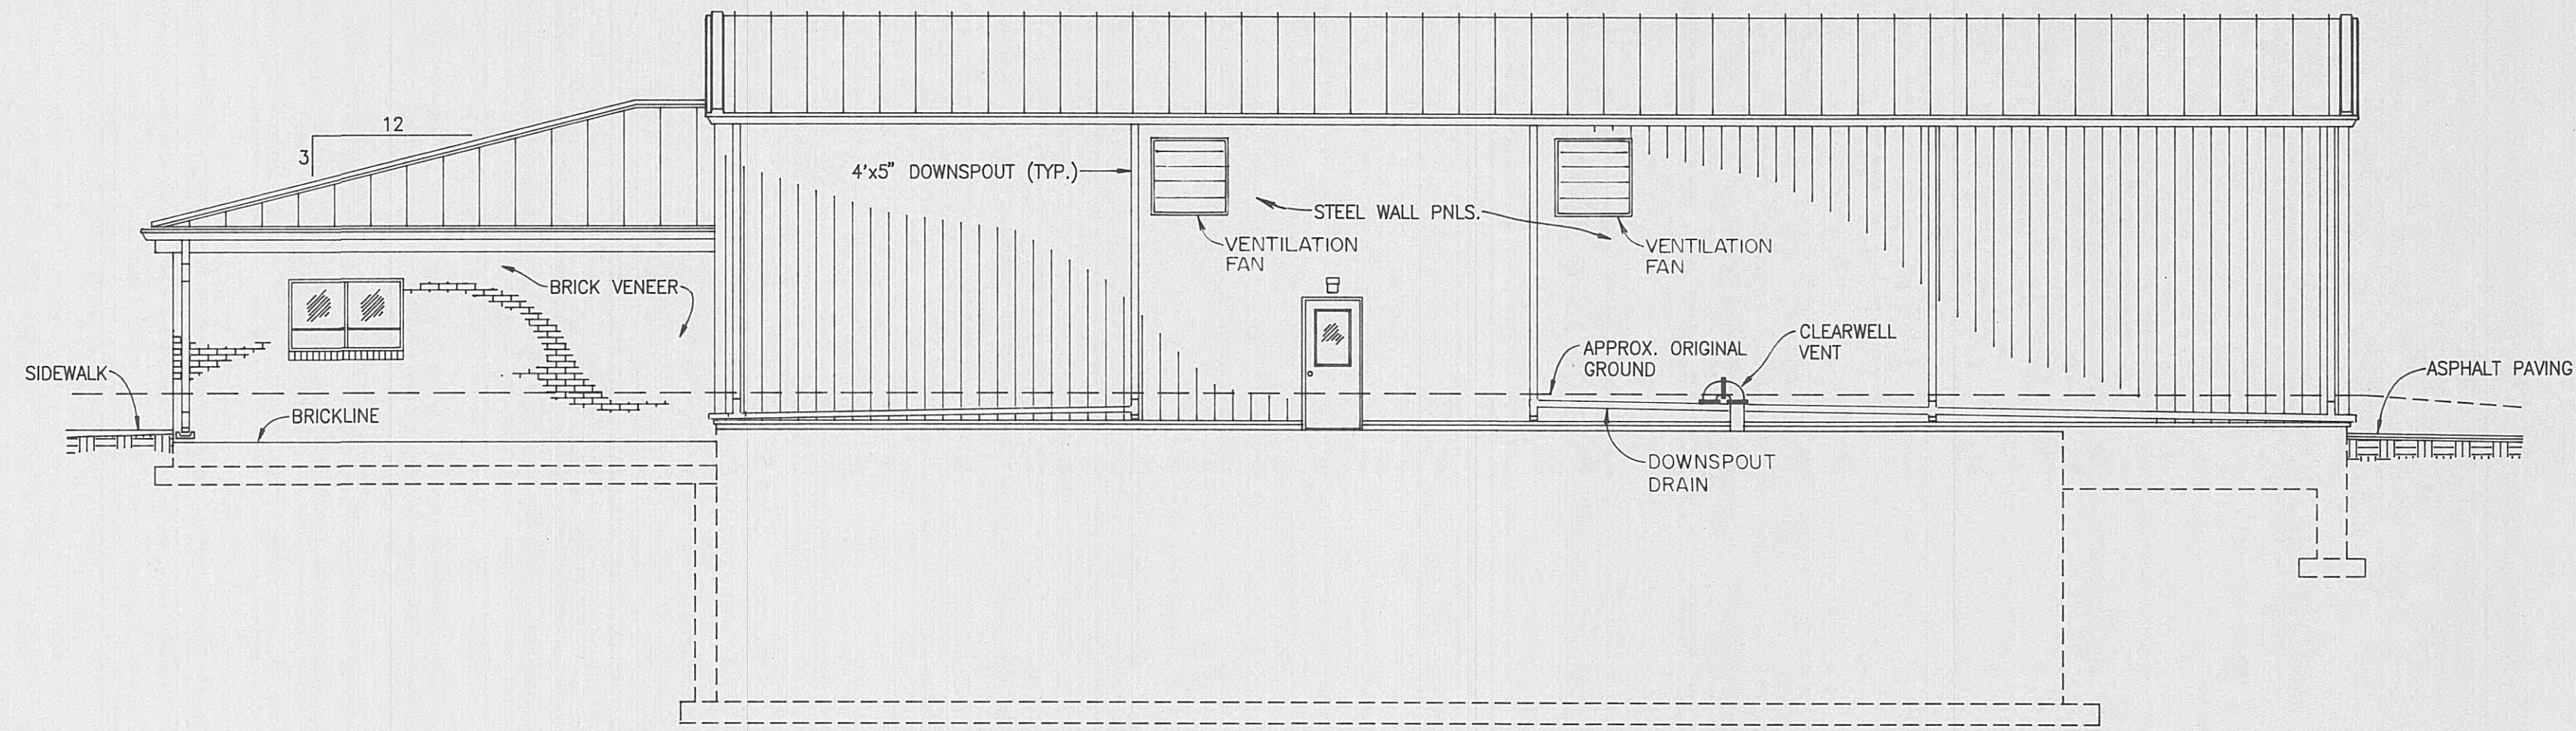 12
3
4'x5" DOWNSPOUT (TYP.)
STEEL WALL PNLS.
VENTILATION
FAN
VENTILATION
FAN
BRICK VENEER
SIDEWALK
BRICKLINE
APPROX. ORIGINAL
GROUND
CLEARWELL
VENT
ASPHALT PAVING
DOWNSPOUT
DRAIN